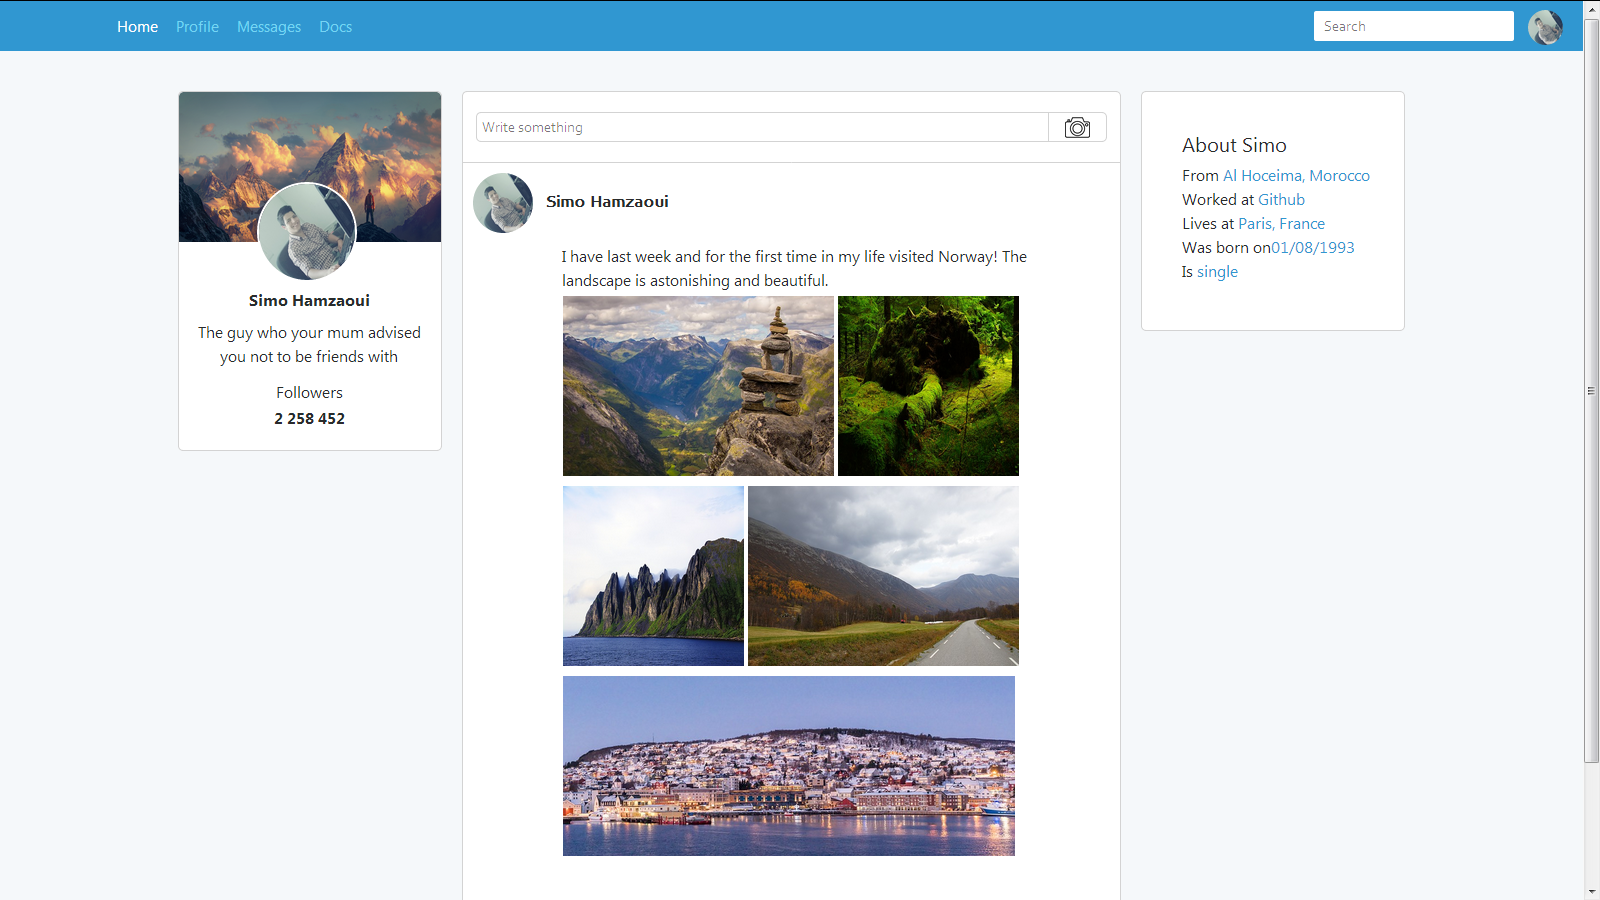 Home Profile Messages Docs
Search
Simo Hamzaoui
The guy who your mum advised
you not to be friends with
Followers
2 258 452
Write something
Simo Hamzaoui
I have last week and for the first time in my life visited Norway! The
landscape is astonishing and beautiful.
About Simo
From Al Hoceima, Morocco
Worked at Github
Lives at Paris, France
Was born on01/08/1993
Is single